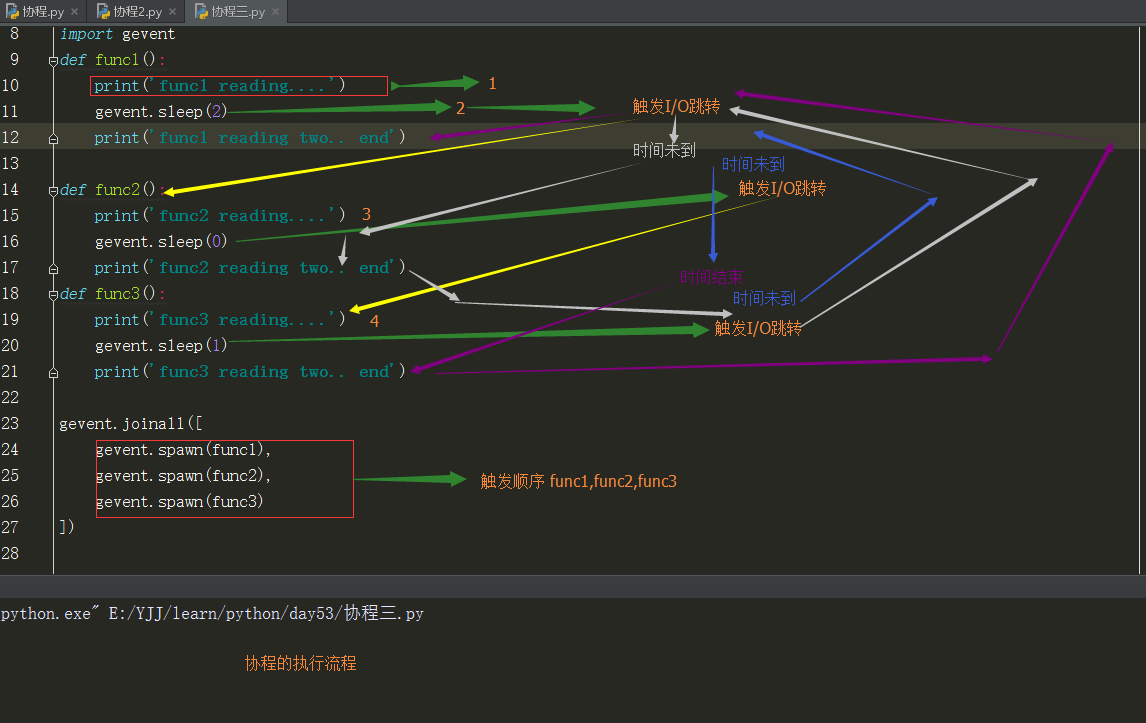 协程.py × 协程2.py × 协程三.py ×
8 import gevent
9 def func1():
10 print('func1 reading....') 1
11 gevent.sleep(2) 2 触发I/O跳转
12 print('func1 reading two.. end')
13 时间未到
时间未到
14 def func2(): 触发I/O跳转
15 print('func2 reading....') 3
16 gevent.sleep(0)
17 print('func2 reading two.. end') 时间结束
18 def func3(): 时间未到
19 print('func3 reading....') 4 触发I/O跳转
20 gevent.sleep(1)
21 print('func3 reading two.. end')
22
23 gevent.joinall([
24 gevent.spawn(func1),
25 gevent.spawn(func2), 触发顺序 func1,func2,func3
26 gevent.spawn(func3)
27 ])
28
python.exe" E:/YJJ/learn/python/day53/协程三.py
协程的执行流程